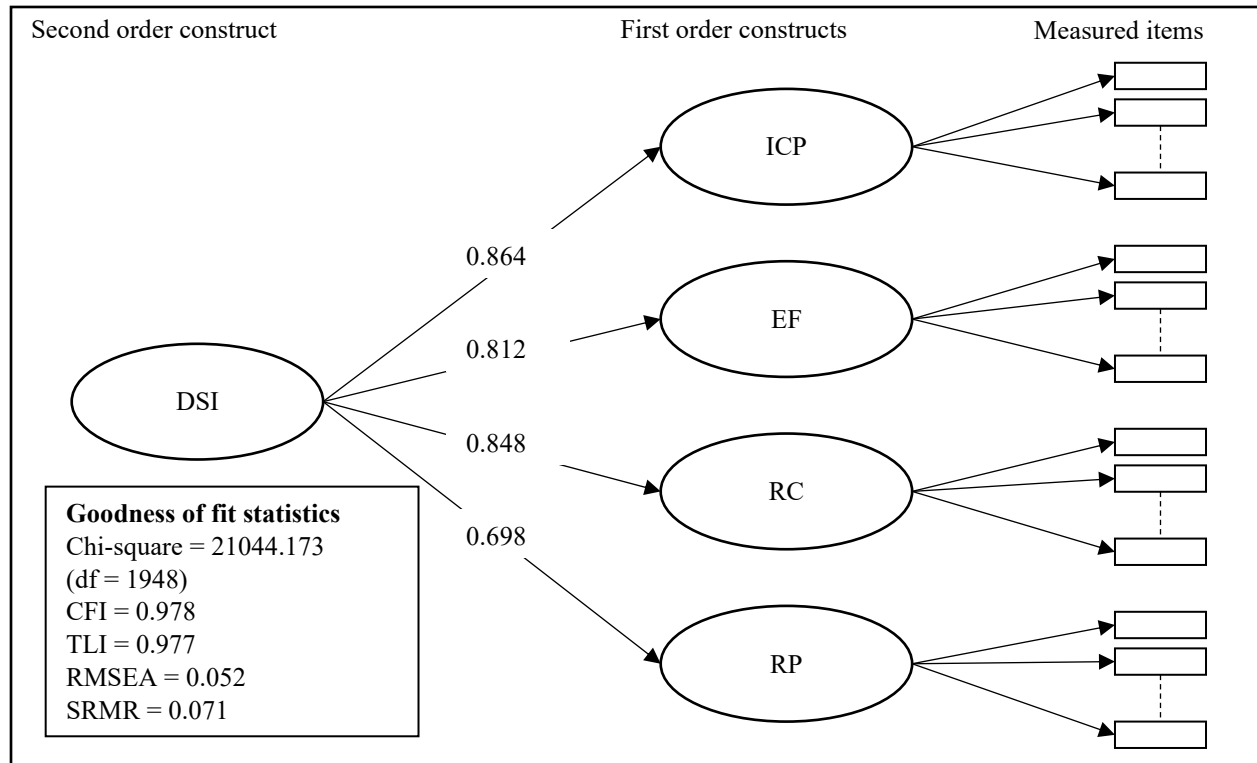 Second order construct
First order constructs
Measured items
ICP
0.864
EF
0.812
DSI
0.848
RC
0.698
RP
Goodness of fit statistics
Chi-square = 21044.173
(df = 1948)
CFI = 0.978
TLI = 0.977
RMSEA = 0.052
SRMR = 0.071